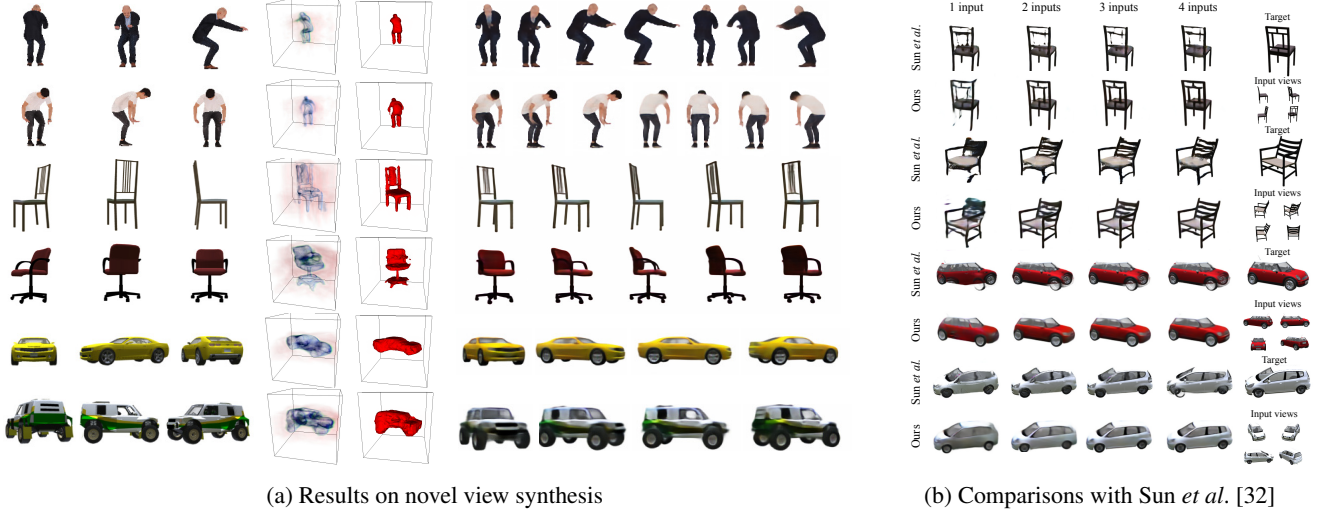 1 input 2 inputs 3 inputs 4 inputs
Target
Sun et al.
Ours
Input views
Target
Sun et al.
Ours
Input views
Target
Sun et al.
Ours
Input views
Target
Sun et al.
Ours
Input views
(a) Results on novel view synthesis
(b) Comparisons with Sun et al. [32]